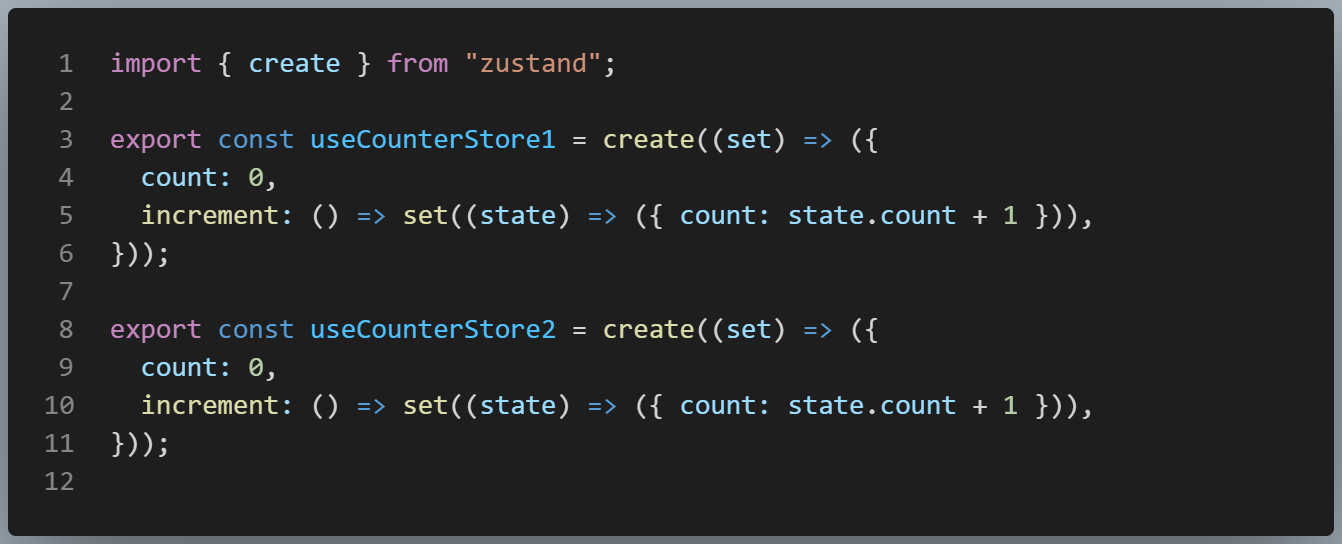 1 import { create } from "zustand";
2
3 export const useCounterStore1 = create((set) => ({
4   count: 0,
5   increment: () => set((state) => ({ count: state.count + 1 })),
6 }));
7
8 export const useCounterStore2 = create((set) => ({
9   count: 0,
10   increment: () => set((state) => ({ count: state.count + 1 })),
11 }));
12